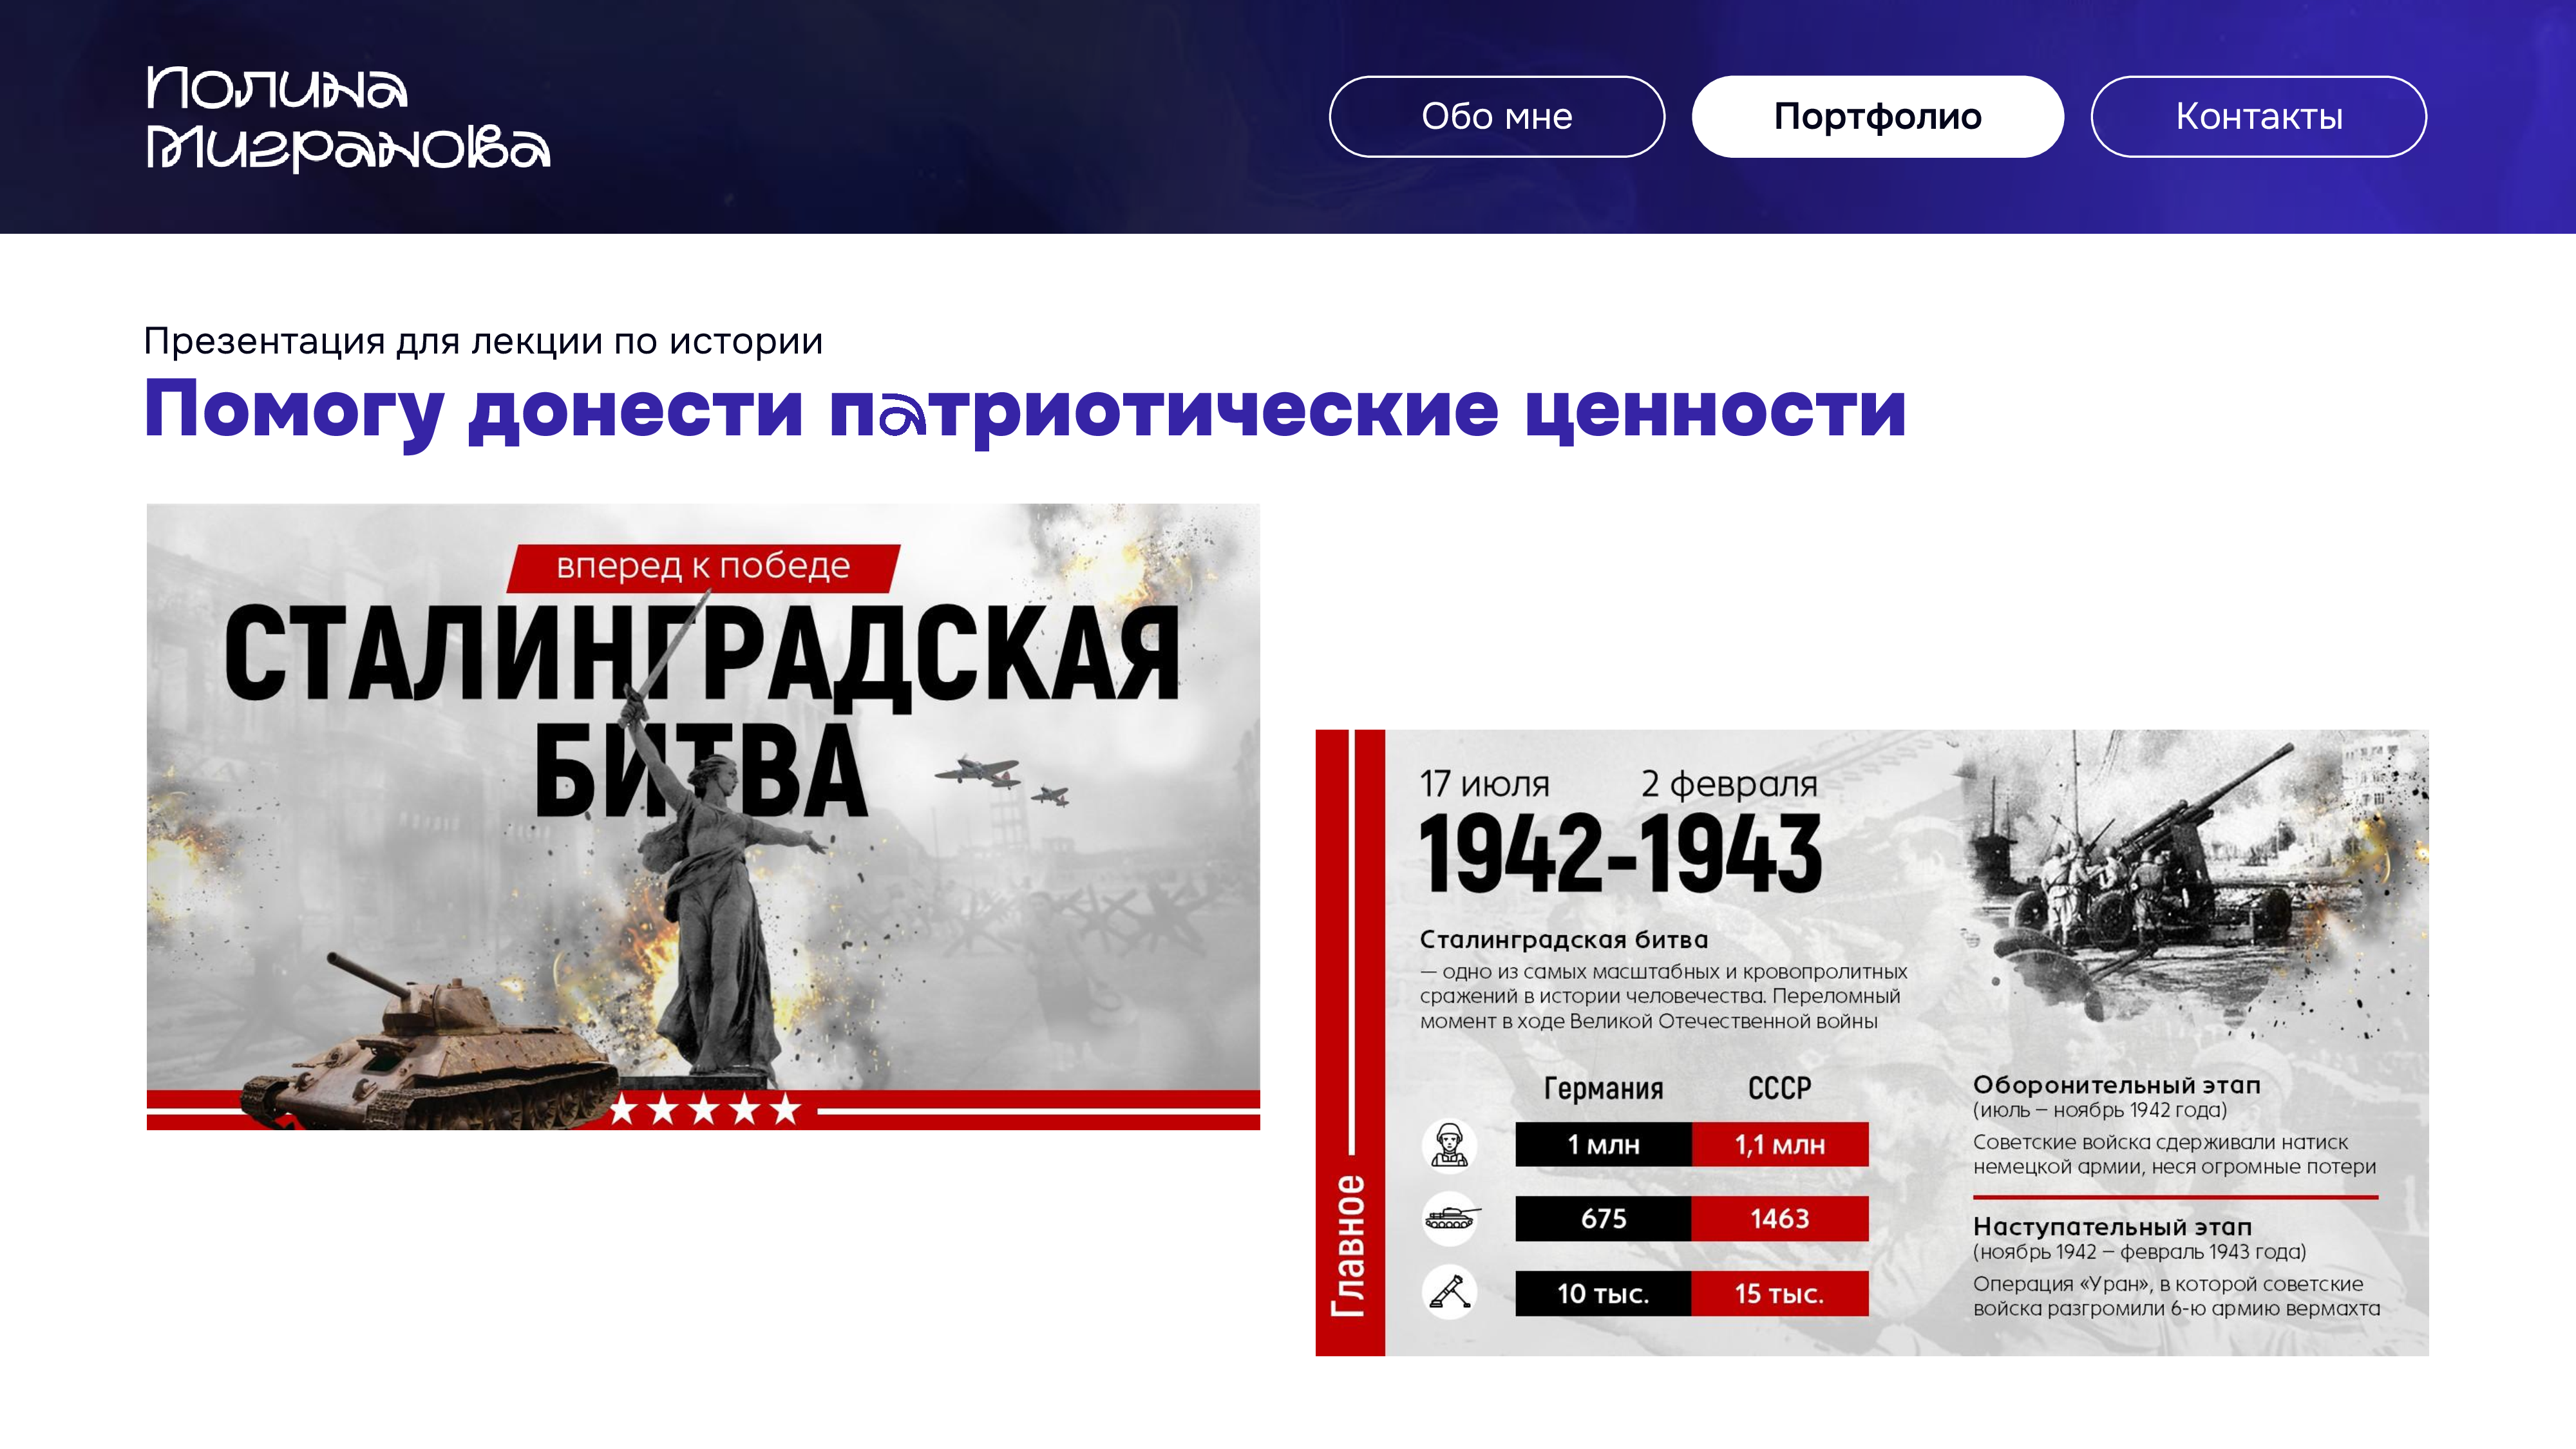 Полина
Мигранова
Обо мне
Портфолио
Контакты
Презентация для лекции по истории
Помогу донести патриотические ценности
вперед к победе
СТАЛИНГРАДСКАЯ
БИТВА
17 июля
2 февраля
1942-1943
Сталинградская битва
— одно из самых масштабных и кровопролитных
сражений в истории человечества. Переломный
момент в ходе Великой Отечественной войны
Германия
СССР
1 млн
1,1 млн
675
1463
10 тыс.
15 тыс.
Главное
Оборонительный этап
(июль – ноябрь 1942 года)
Советские войска сдерживали натиск
немецкой армии, неся огромные потери
Наступательный этап
(ноябрь 1942 – февраль 1943 года)
Операция «Уран», в которой советские
войска разгромили 6-ю армию вермахта